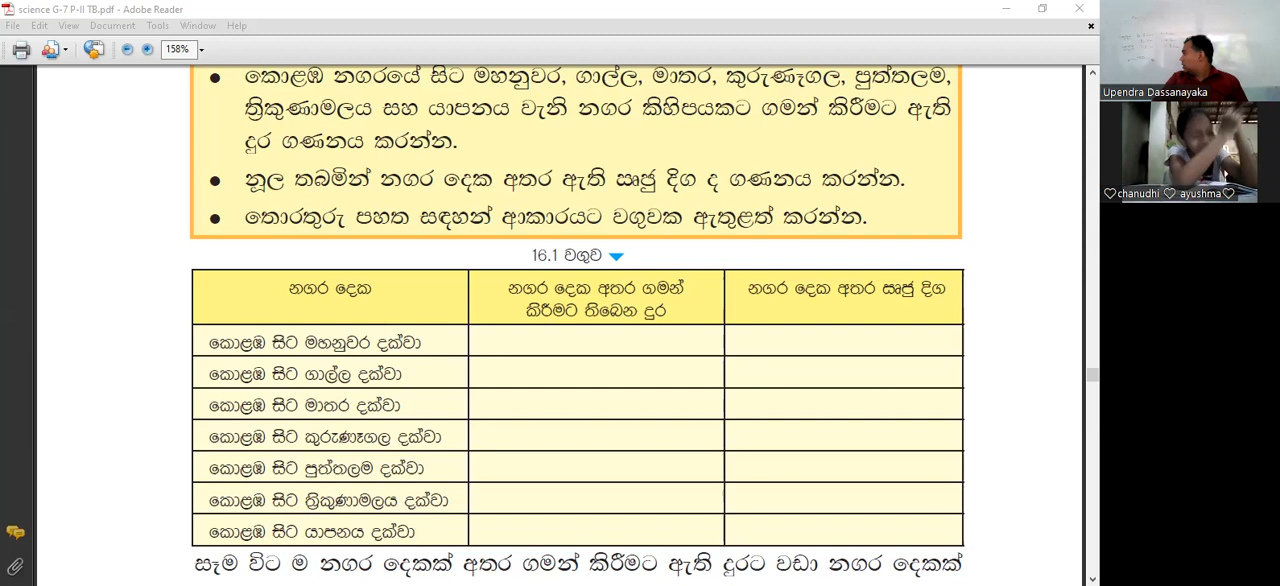 science G-7 P-II TB.pdf - Adobe Reader
File Edit View Document Tools Window Help
158%
Upendra Dassanayaka
♡chanudhi ♡ ayushma♡
● කොළඹ නගරයේ සිට මහනුවර, ගාල්ල, මාතර, කුරුණෑගල, පුත්තලම,
ත්‍රිකුණාමලය සහ යාපනය වැනි නගර කිහිපයකට ගමන් කිරීමට ඇති
දුර ගණනය කරන්න.
● නූල තබමින් නගර දෙක අතර ඇති ඍජු දිග ද ගණනය කරන්න.
● තොරතුරු පහත සඳහන් ආකාරයට වගුවක ඇතුළත් කරන්න.
16.1 වගුව
නගර දෙක
නගර දෙක අතර ගමන්
කිරීමට තිබෙන දුර
නගර දෙක අතර ඍජු දිග
කොළඹ සිට මහනුවර දක්වා
කොළඹ සිට ගාල්ල දක්වා
කොළඹ සිට මාතර දක්වා
කොළඹ සිට කුරුණෑගල දක්වා
කොළඹ සිට පුත්තලම දක්වා
කොළඹ සිට ත්‍රිකුණාමලය දක්වා
කොළඹ සිට යාපනය දක්වා
සෑම විට ම නගර දෙකක් අතර ගමන් කිරීමට ඇති දුරට වඩා නගර දෙකක්